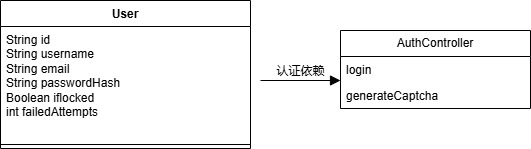 User
String id
String username
String email
String passwordHash
Boolean iflocked
int failedAttempts
认证依赖
AuthController
login
generateCaptcha